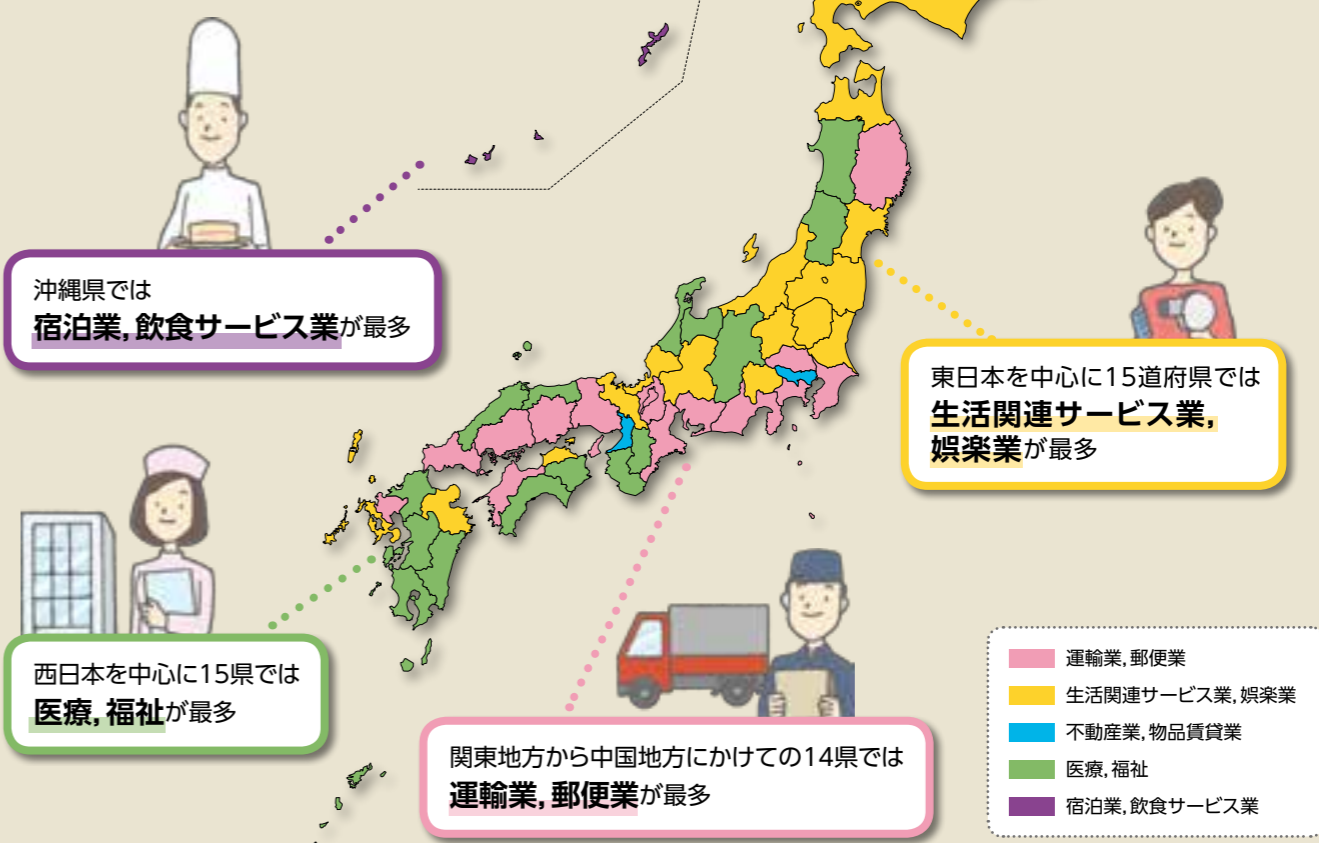 沖縄県では
宿泊業,飲食サービス業が最多
東日本を中心に15道府県では
生活関連サービス業,
娯楽業が最多
西日本を中心に15県では
医療,福祉が最多
関東地方から中国地方にかけての14県では
運輸業,郵便業が最多
運輸業,郵便業
生活関連サービス業,娯楽業
不動産業,物品賃貸業
医療,福祉
宿泊業,飲食サービス業